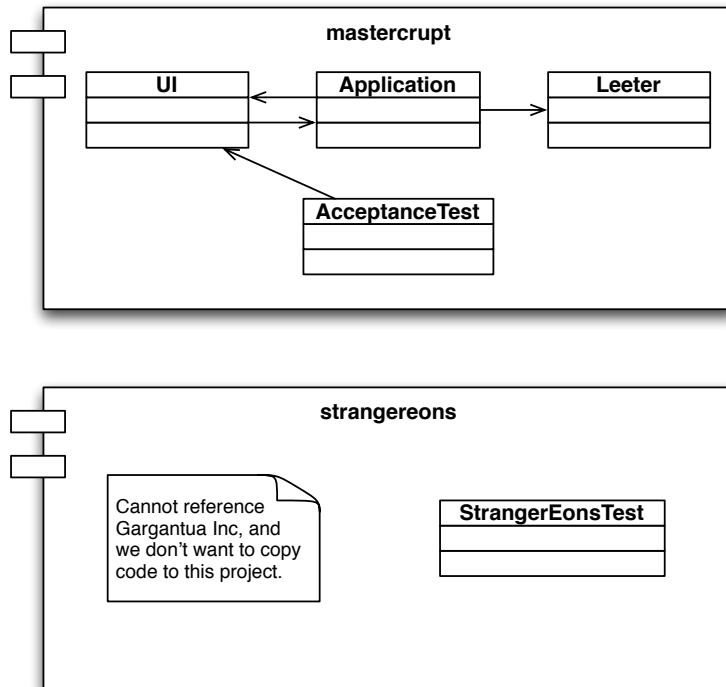 mastercrupt
UI
Application
Leeter
AcceptanceTest
strangereons
Cannot reference
Gargantua Inc, and
we don't want to copy
code to this project.
StrangerEonsTest